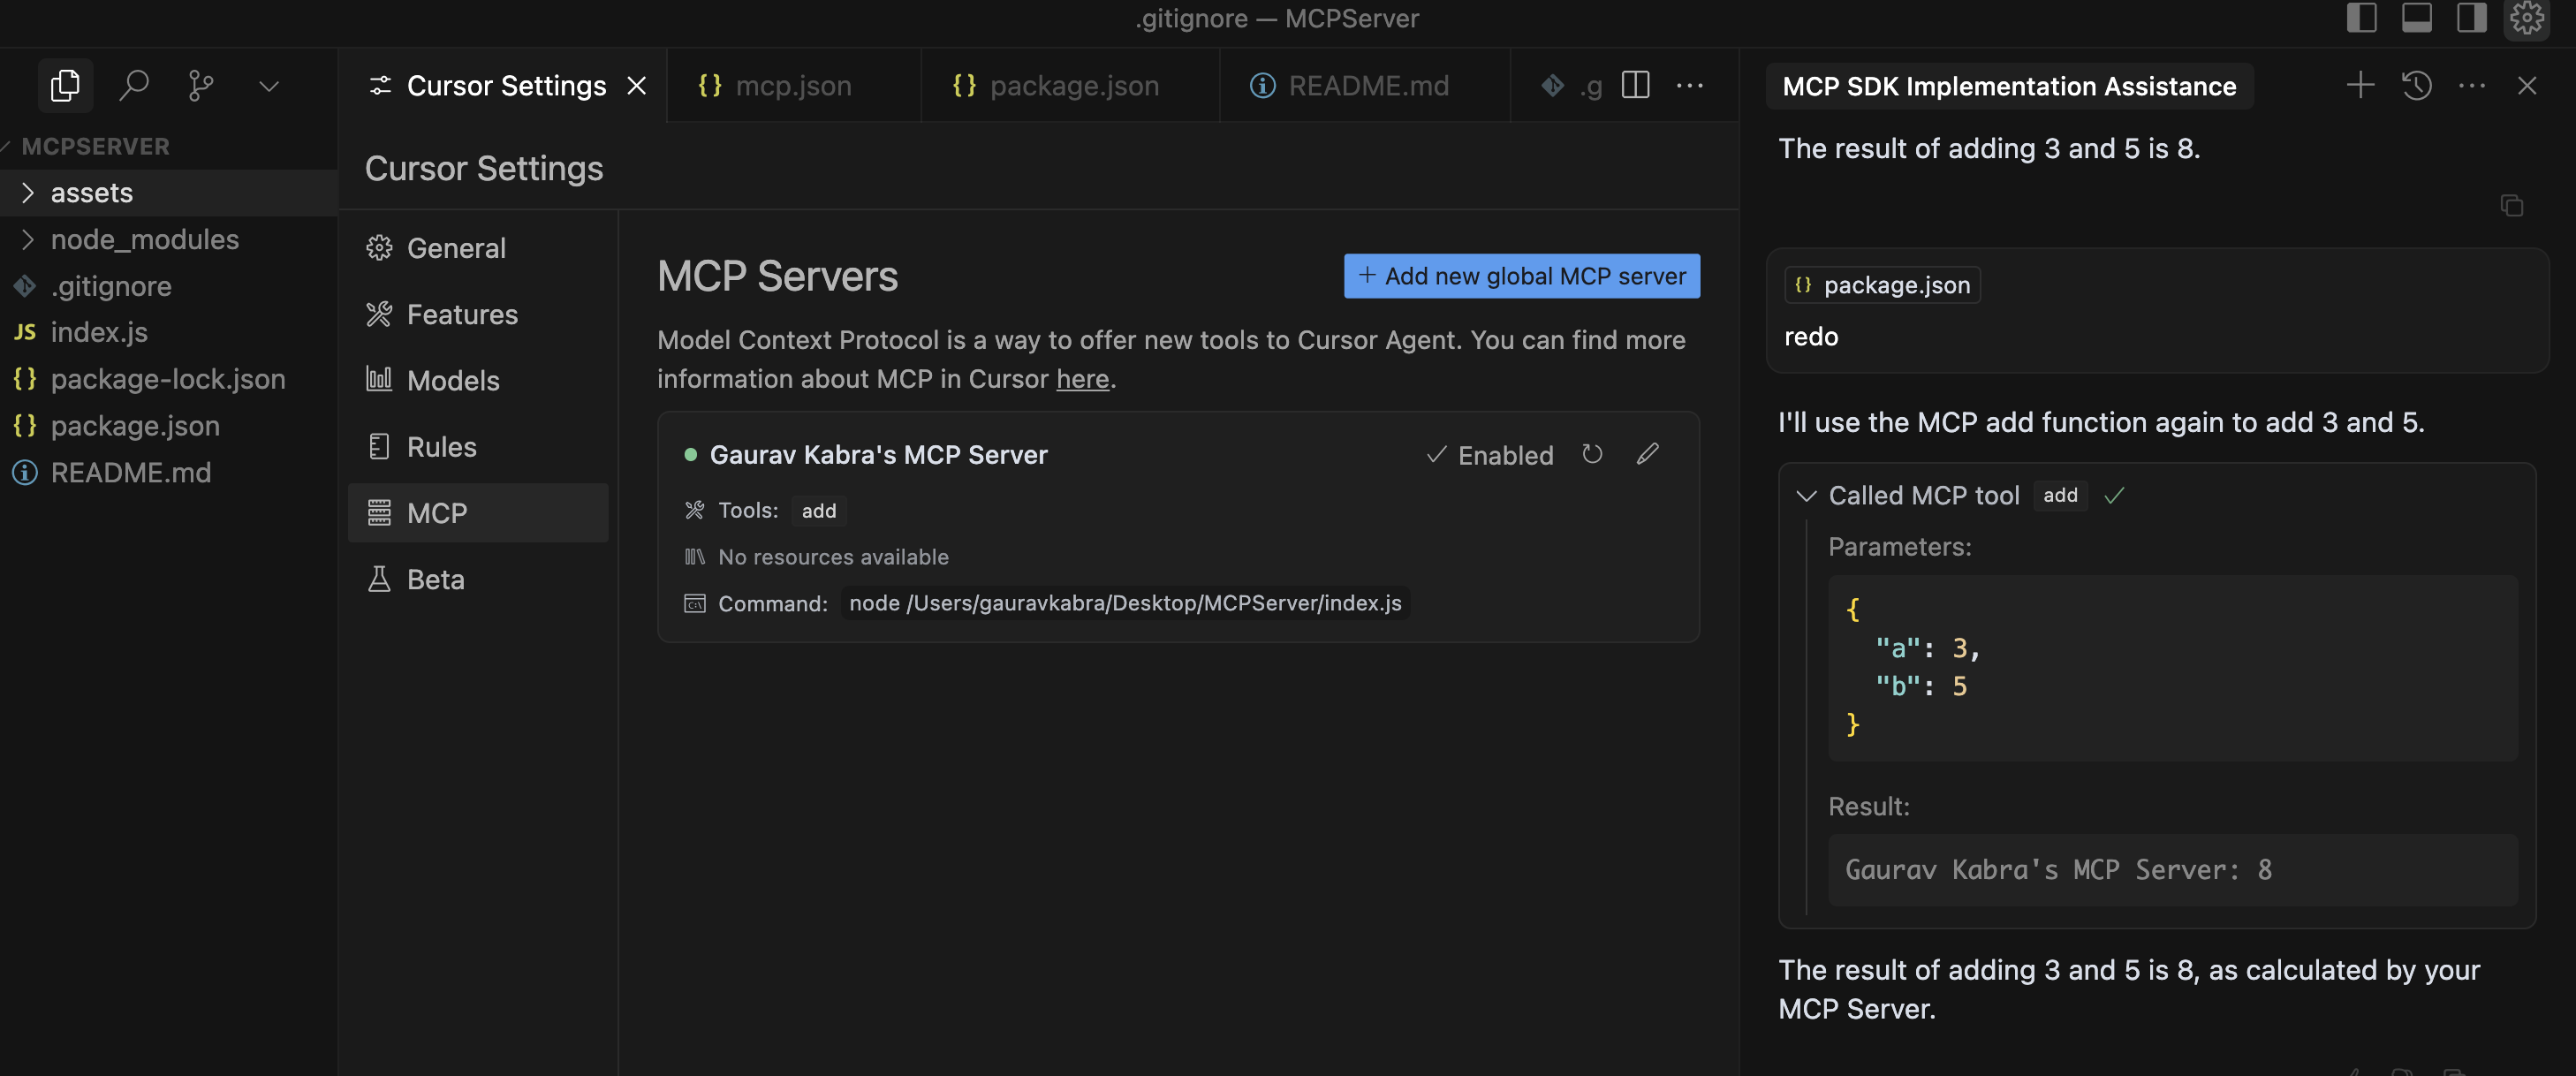 .gitignore — MCPServer
MCPSERVER
assets
node_modules
.gitignore
JS index.js
{} package-lock.json
{} package.json
README.md
Cursor Settings
{} mcp.json
{} package.json
README.md
.g
Cursor Settings
General
Features
Models
Rules
MCP
Beta
MCP Servers
+ Add new global MCP server
Model Context Protocol is a way to offer new tools to Cursor Agent. You can find more
information about MCP in Cursor here.
Gaurav Kabra's MCP Server
Enabled
Tools: add
No resources available
Command: node /Users/gauravkabra/Desktop/MCPServer/index.js
MCP SDK Implementation Assistance
The result of adding 3 and 5 is 8.
{} package.json
redo
I'll use the MCP add function again to add 3 and 5.
Called MCP tool add
Parameters:
{
"a": 3,
"b": 5
}
Result:
Gaurav Kabra's MCP Server: 8
The result of adding 3 and 5 is 8, as calculated by your
MCP Server.